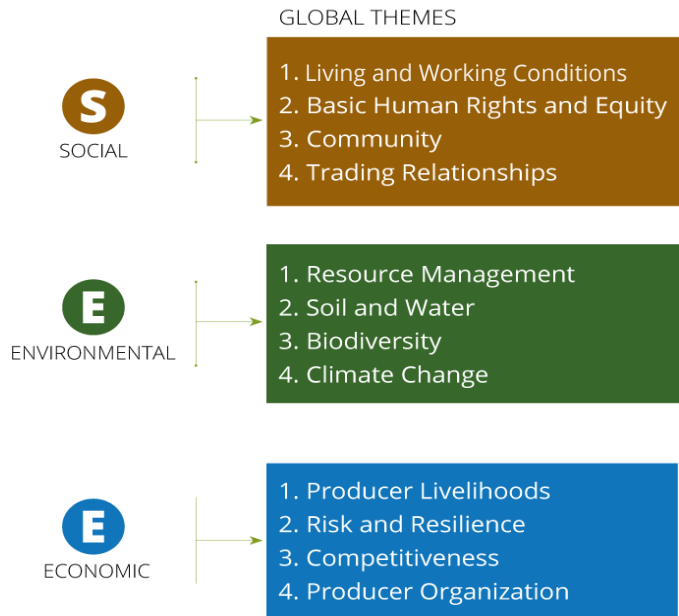 GLOBAL THEMES
S
SOCIAL
1. Living and Working Conditions
2. Basic Human Rights and Equity
3. Community
4. Trading Relationships
E
ENVIRONMENTAL
1. Resource Management
2. Soil and Water
3. Biodiversity
4. Climate Change
E
ECONOMIC
1. Producer Livelihoods
2. Risk and Resilience
3. Competitiveness
4. Producer Organization